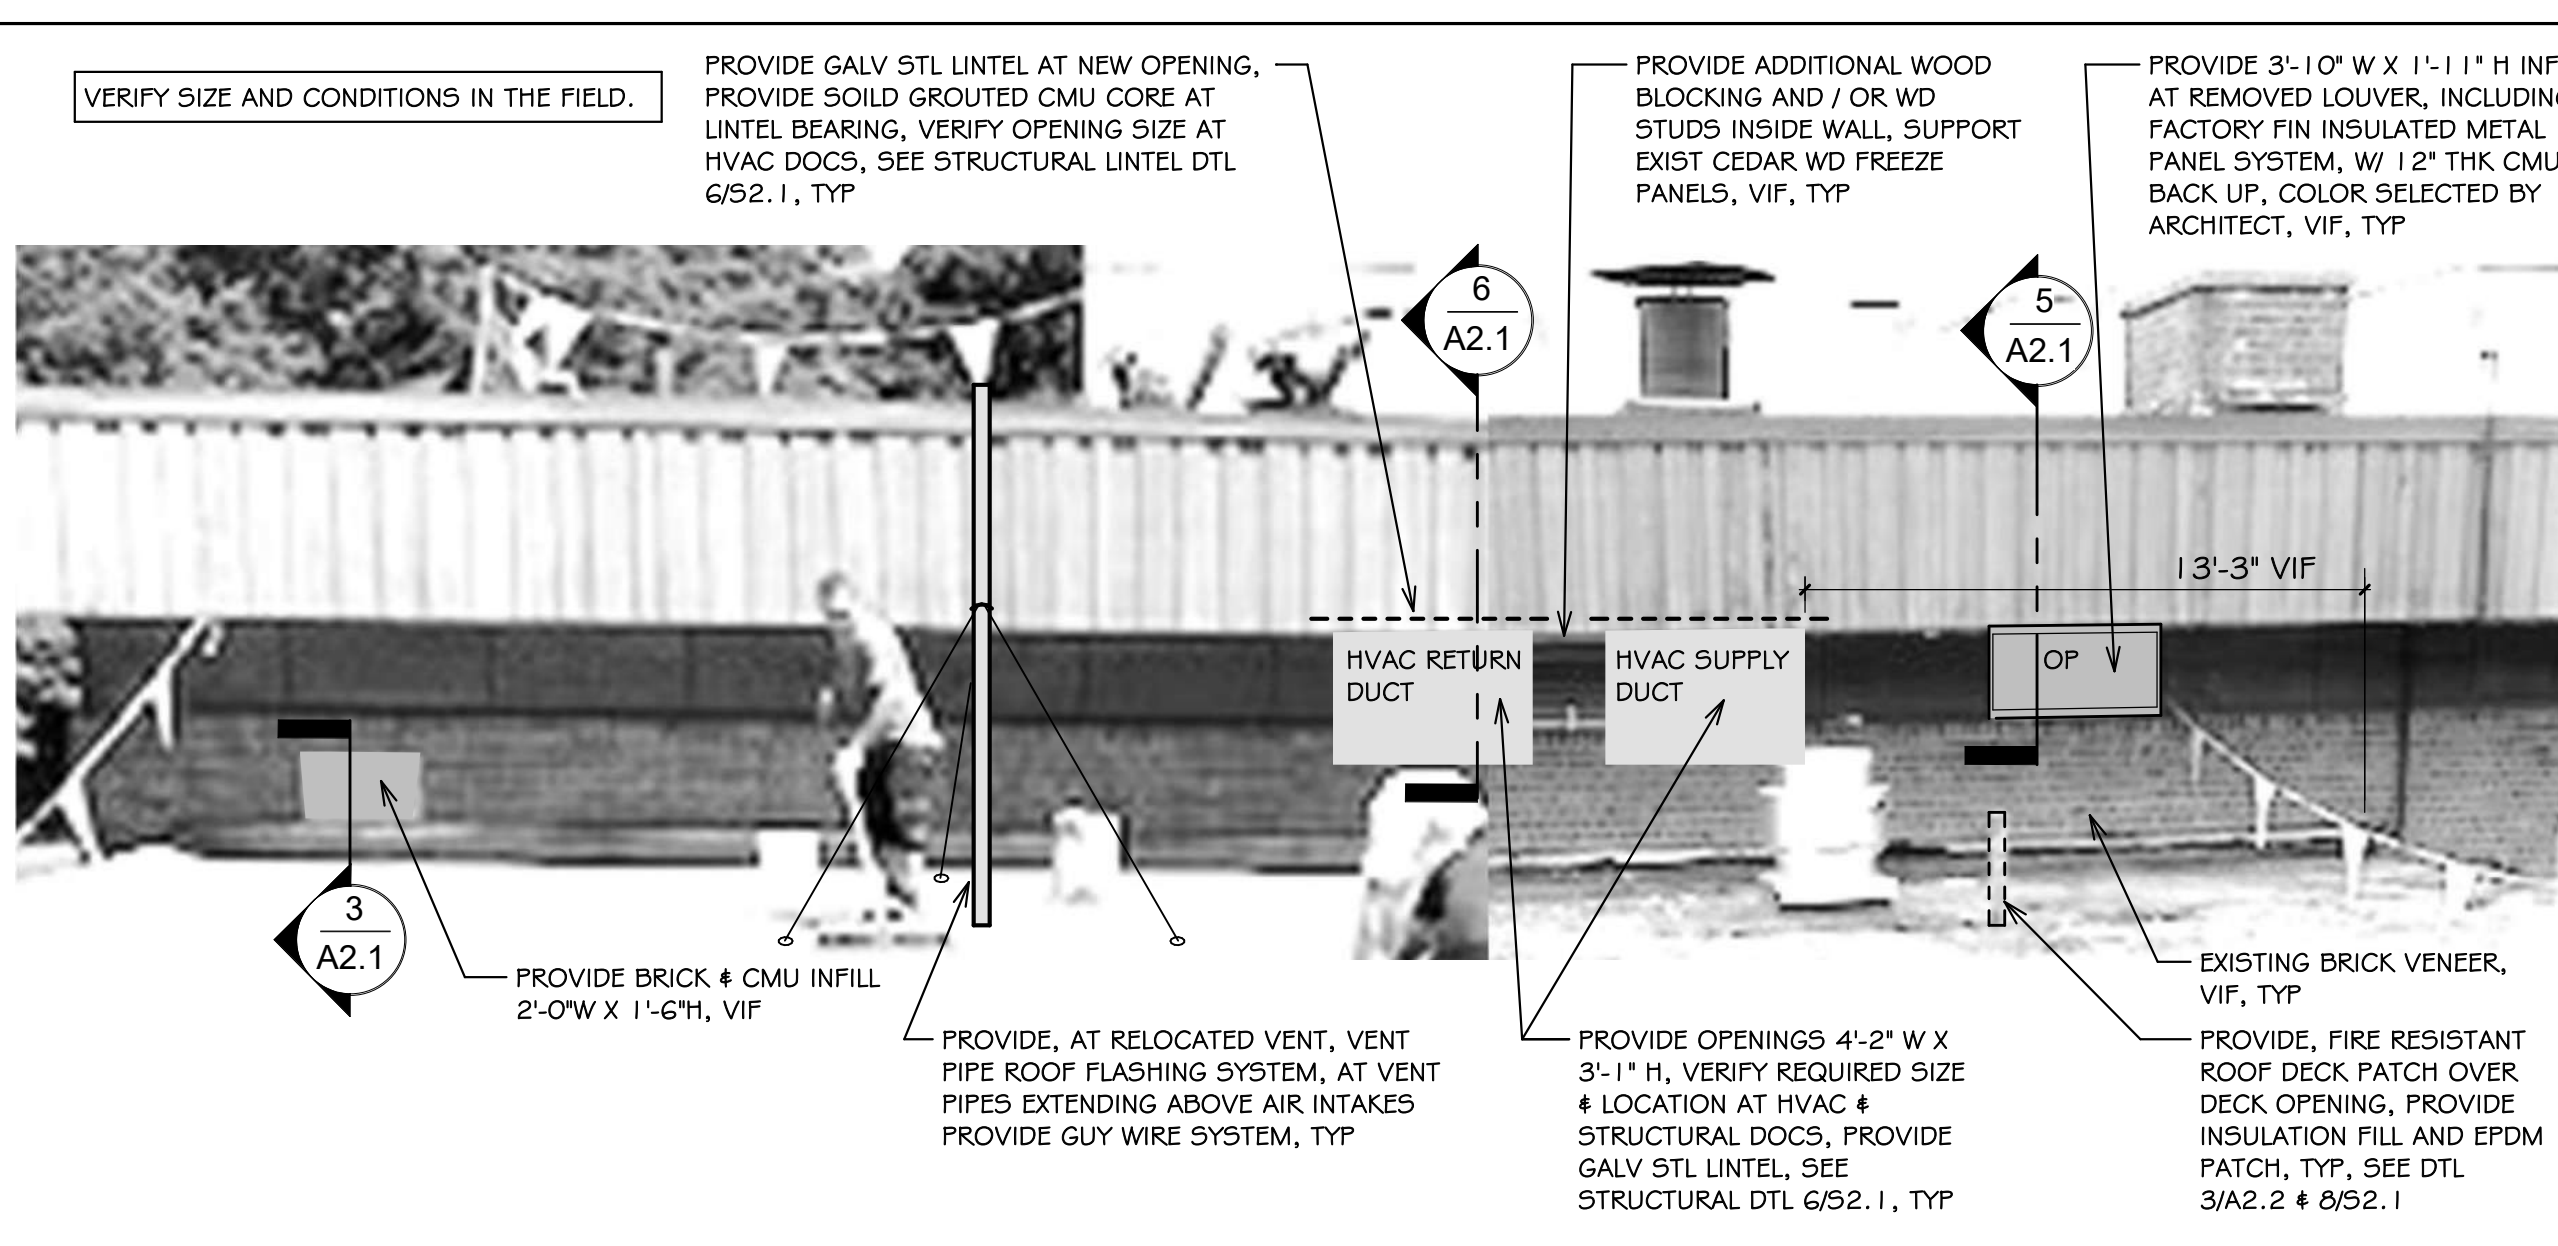 VERIFY SIZE AND CONDITIONS IN THE FIELD.
PROVIDE GALV STL LINTEL AT NEW OPENING,
PROVIDE SOILD GROUTED CMU CORE AT
LINTEL BEARING, VERIFY OPENING SIZE AT
HVAC DOCS, SEE STRUCTURAL LINTEL DTL
6/S2.1, TYP
PROVIDE ADDITIONAL WOOD
BLOCKING AND / OR WD
STUDS INSIDE WALL, SUPPORT
EXIST CEDAR WD FREEZE
PANELS, VIF, TYP
PROVIDE 3'-10" W X 1'-11" H INF
AT REMOVED LOUVER, INCLUDING
FACTORY FIN INSULATED METAL
PANEL SYSTEM, W/ 12" THK CMU
BACK UP, COLOR SELECTED BY
ARCHITECT, VIF, TYP
6
A2.1
5
A2.1
13'-3" VIF
HVAC RETURN
DUCT
HVAC SUPPLY
DUCT
OP
3
A2.1
PROVIDE BRICK & CMU INFILL
2'-0"W X 1'-6"H, VIF
PROVIDE, AT RELOCATED VENT, VENT
PIPE ROOF FLASHING SYSTEM, AT VENT
PIPES EXTENDING ABOVE AIR INTAKES
PROVIDE GUY WIRE SYSTEM, TYP
PROVIDE OPENINGS 4'-2" W X
3'-1" H, VERIFY REQUIRED SIZE
& LOCATION AT HVAC &
STRUCTURAL DOCS, PROVIDE
GALV STL LINTEL, SEE
STRUCTURAL DTL 6/S2.1, TYP
EXISTING BRICK VENEER,
VIF, TYP
PROVIDE, FIRE RESISTANT
ROOF DECK PATCH OVER
DECK OPENING, PROVIDE
INSULATION FILL AND EPDM
PATCH, TYP, SEE DTL
3/A2.2 & 8/S2.1